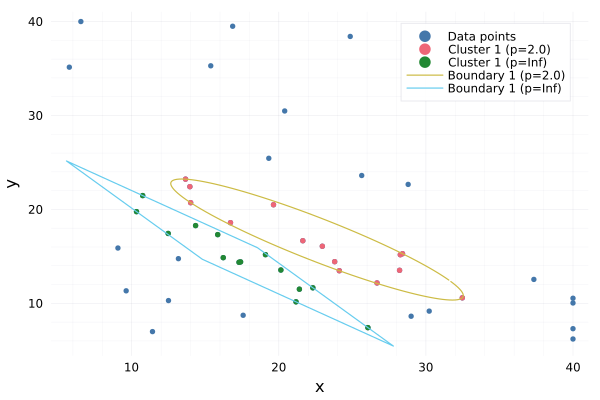 40
30
20
10
y
10
20
30
40
x
Data points
Cluster 1 (p=2.0)
Cluster 1 (p=Inf)
Boundary 1 (p=2.0)
Boundary 1 (p=Inf)